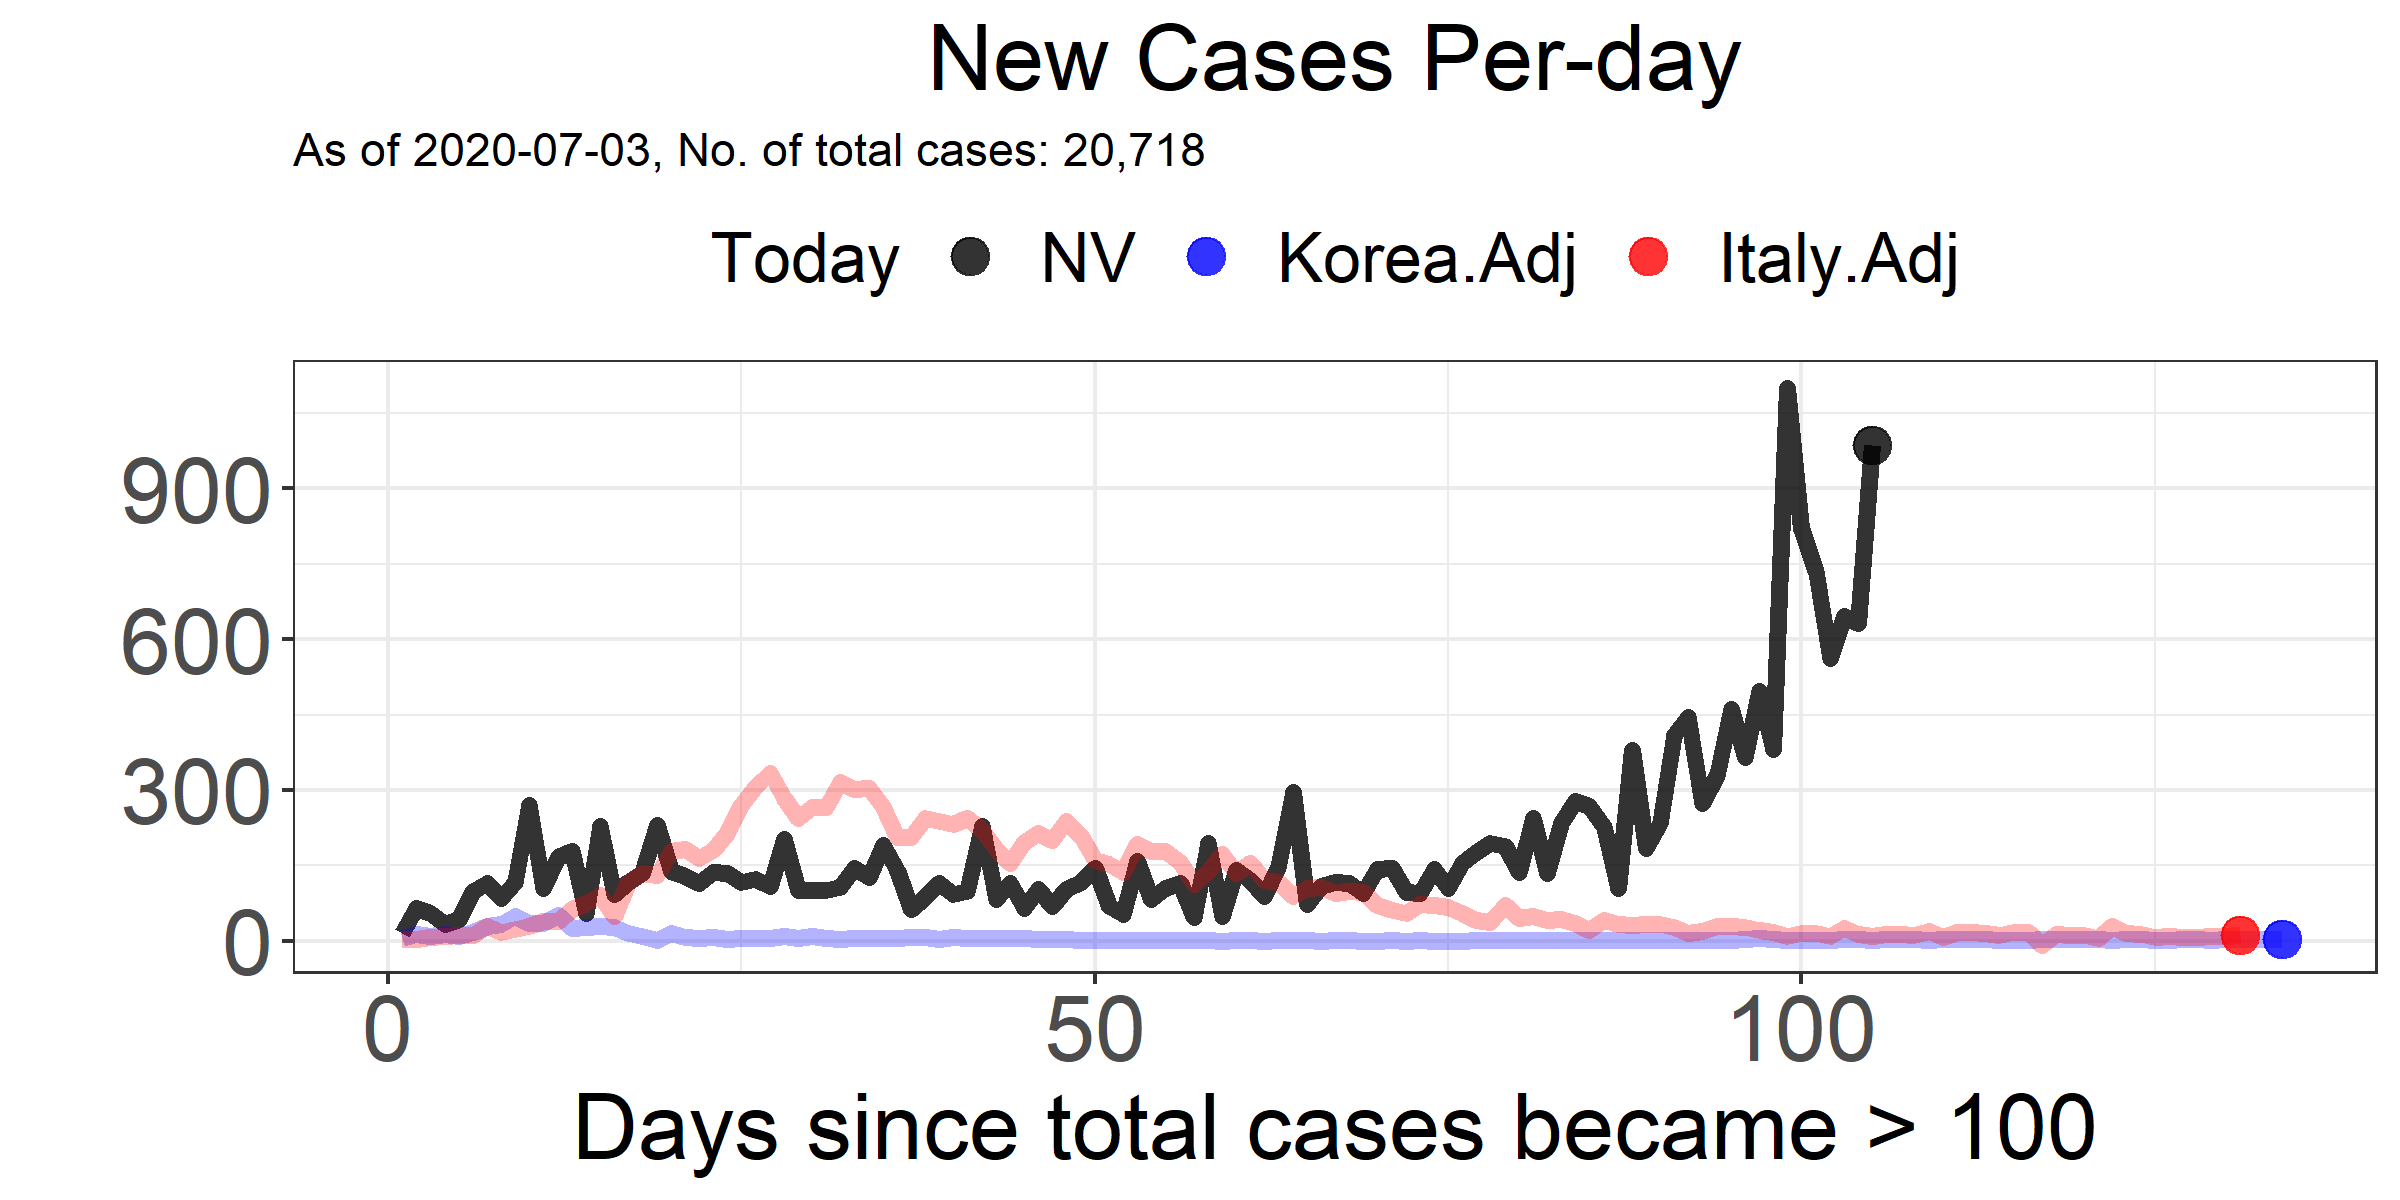 New Cases Per-day
As of 2020-07-03, No. of total cases: 20,718
Today NV Korea.Adj Italy.Adj
900
600
300
0
0 50 100
Days since total cases became > 100